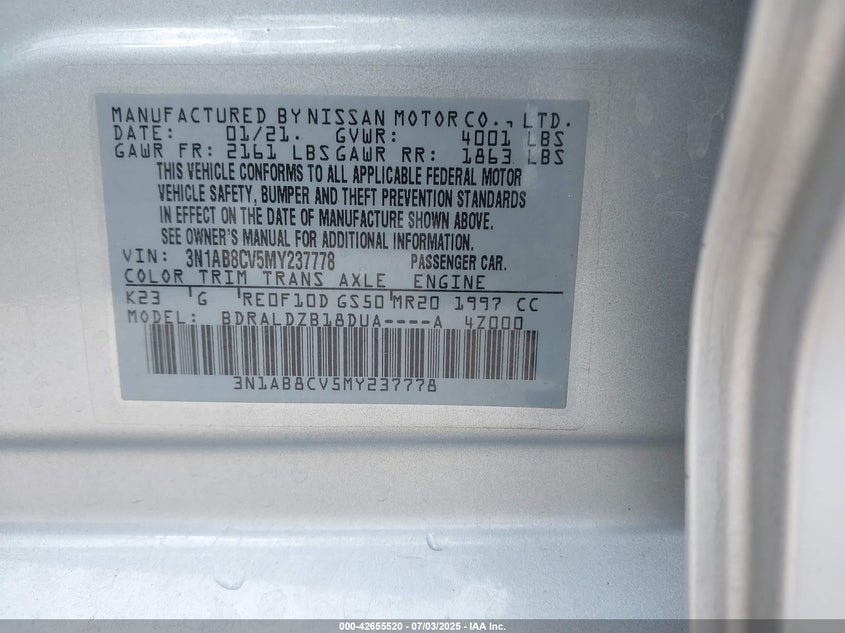 MANUFACTURED BY NISSAN MOTOR CO., LTD.
DATE: 01/21. GVWR: 4001 LBS
GAWR FR: 2161 LBS GAWR RR: 1863 LBS
THIS VEHICLE CONFORMS TO ALL APPLICABLE FEDERAL MOTOR
VEHICLE SAFETY, BUMPER AND THEFT PREVENTION STANDARDS
IN EFFECT ON THE DATE OF MANUFACTURE SHOWN ABOVE.
SEE OWNER'S MANUAL FOR ADDITIONAL INFORMATION.
VIN: 3N1AB8CV5MY237778 PASSENGER CAR.
COLOR TRIM TRANS AXLE ENGINE
K23 G RE0F10D GS50 MR20 1997 CC
MODEL: BDRALDZB18DUA----A 4Z000
3N1AB8CV5MY237778
000-42655520 - 07/03/2025 - IAA Inc.